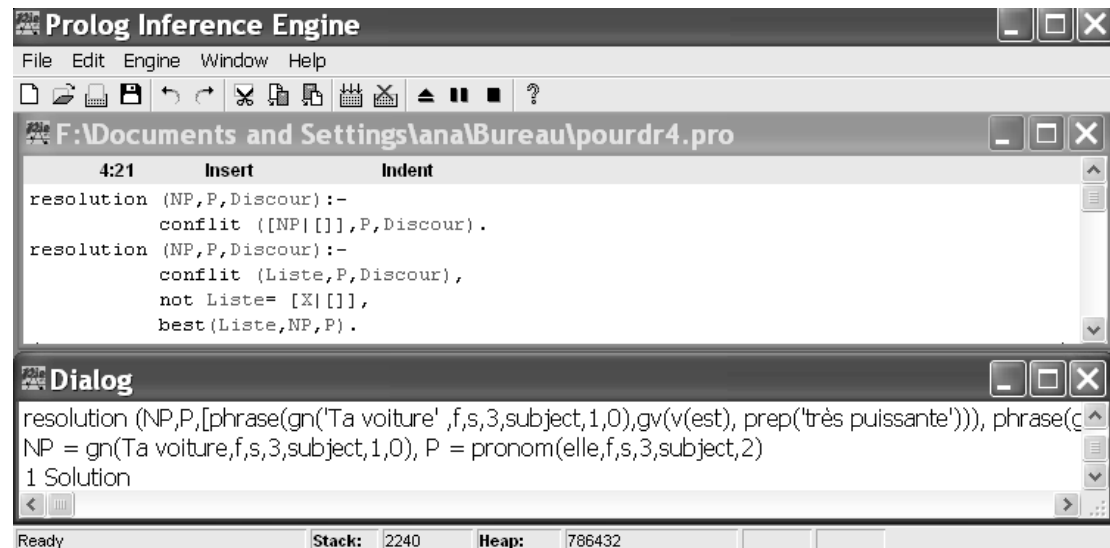 Prolog Inference Engine
File Edit Engine Window Help
F:\Documents and Settings\ana\Bureau\pourdr4.pro
4:21 Insert Indent
resolution (NP,P,Discour):-
conflit ([NP|[]],P,Discour).
resolution (NP,P,Discour):-
conflit (Liste,P,Discour),
not Liste= [X|[]],
best(Liste,NP,P).
Dialog
resolution (NP,P,[phrase(gn('Ta voiture' ,f,s,3,subject,1,0),gv(v(est), prep('très puissante'))), phrase(g
NP = gn(Ta voiture,f,s,3,subject,1,0), P = pronom(elle,f,s,3,subject,2)
1 Solution
Ready Stack: 2240 Heap: 786432